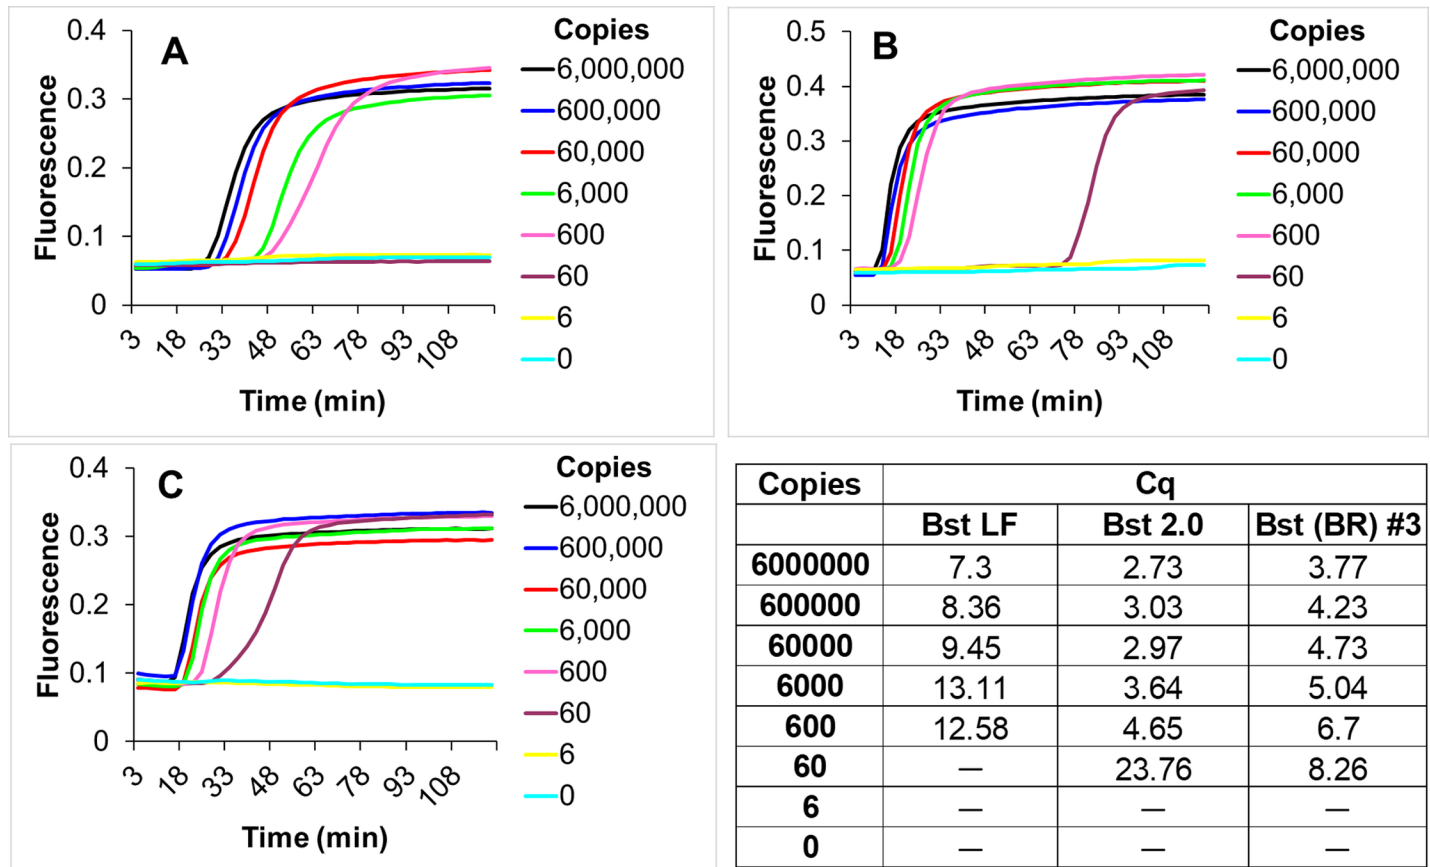 A
0.4
0.3
0.2
0.1
0
Fluorescence
3 18 33 48 63 78 93 108
Time (min)
Copies
6,000,000
600,000
60,000
6,000
600
60
6
0
B
0.5
0.4
0.3
0.2
0.1
0
Fluorescence
3 18 33 48 63 78 93 108
Time (min)
Copies
6,000,000
600,000
60,000
6,000
600
60
6
0
C
0.4
0.3
0.2
0.1
0
Fluorescence
3 18 33 48 63 78 93 108
Time (min)
Copies
6,000,000
600,000
60,000
6,000
600
60
6
0
Copies Cq
Bst LF Bst 2.0 Bst (BR) #3
6000000 7.3 2.73 3.77
600000 8.36 3.03 4.23
60000 9.45 2.97 4.73
6000 13.11 3.64 5.04
600 12.58 4.65 6.7
60 — 23.76 8.26
6 — — —
0 — — —